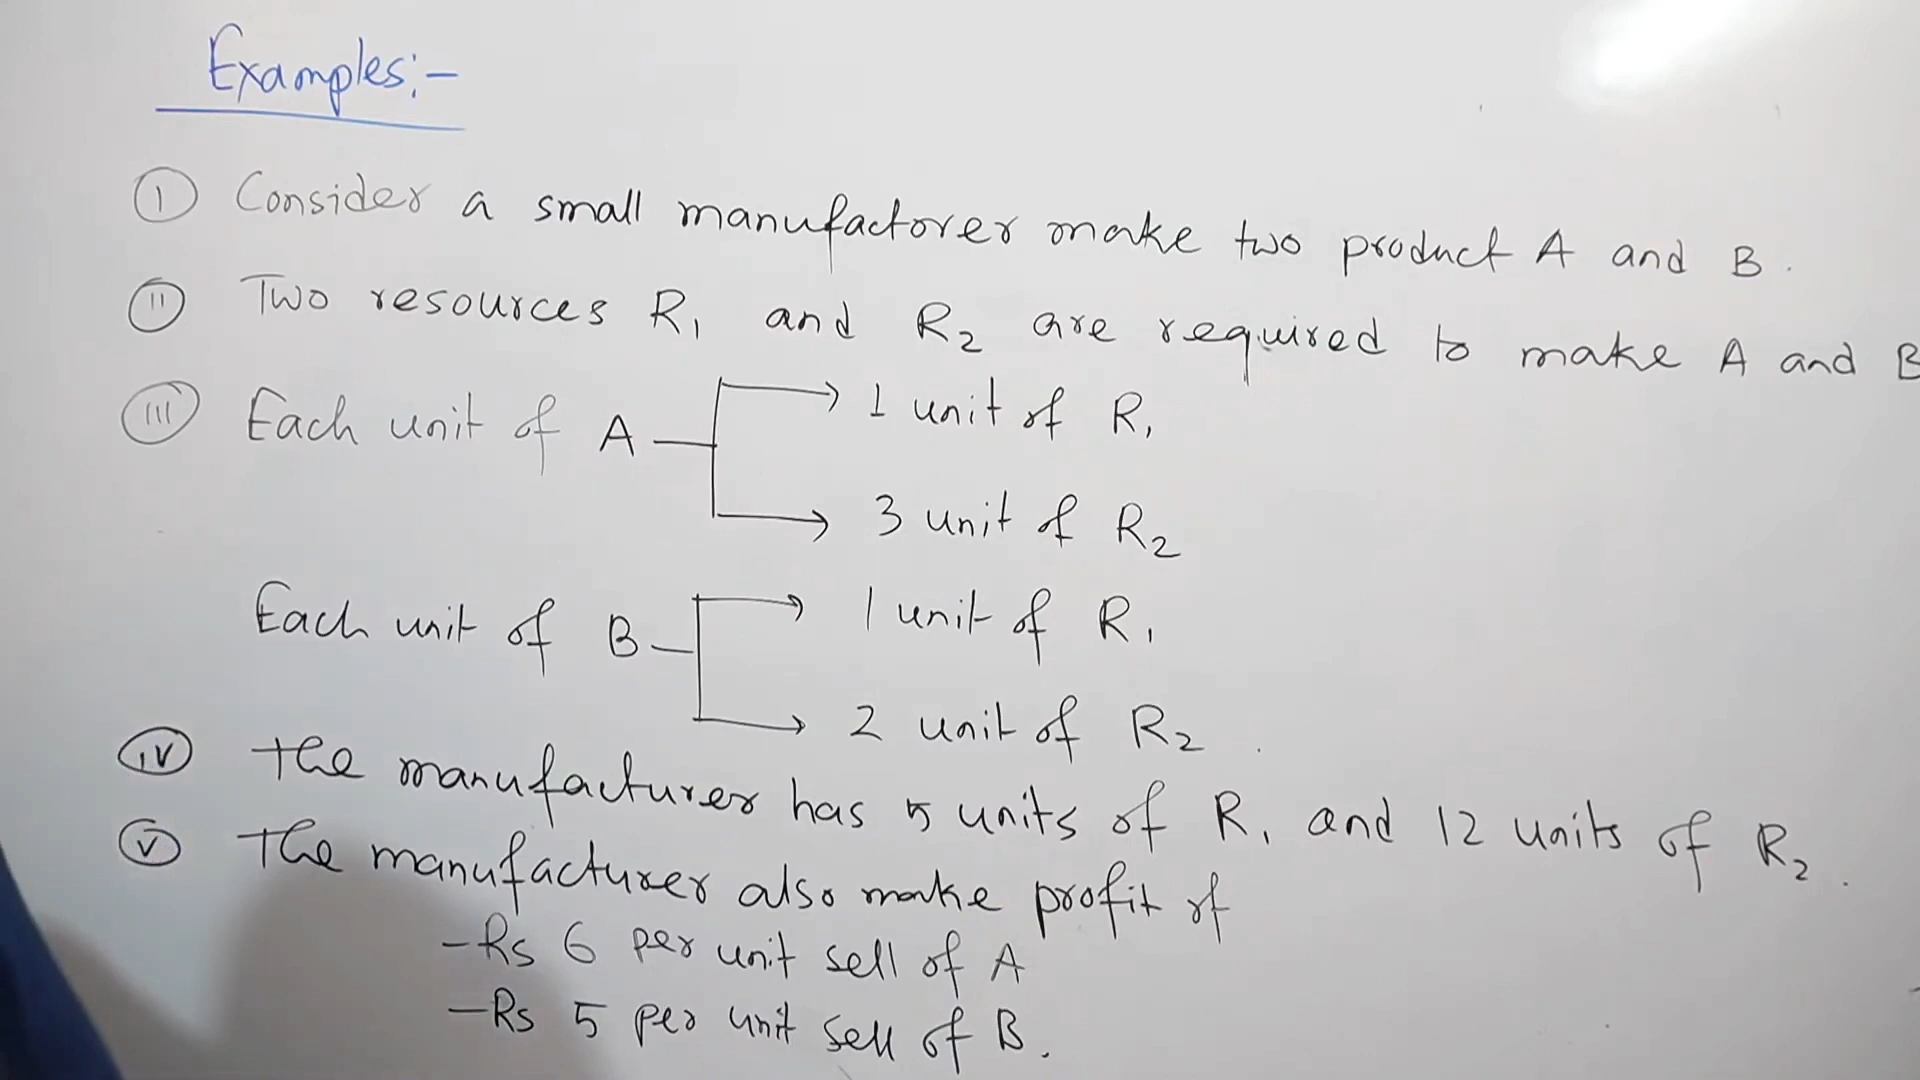 Examples:-
(I) Consider a small manufactorer make two product A and B.
(II) Two resources R1 and R2 are required to make A and B
(III) Each unit of A → 1 unit of R1
→ 3 unit of R2
Each unit of B → 1 unit of R1
→ 2 unit of R2.
(IV) The manufacturer has 5 units of R1 and 12 units of R2.
(V) The manufacturer also make profit of
-Rs 6 per unit sell of A
-Rs 5 per unit sell of B.